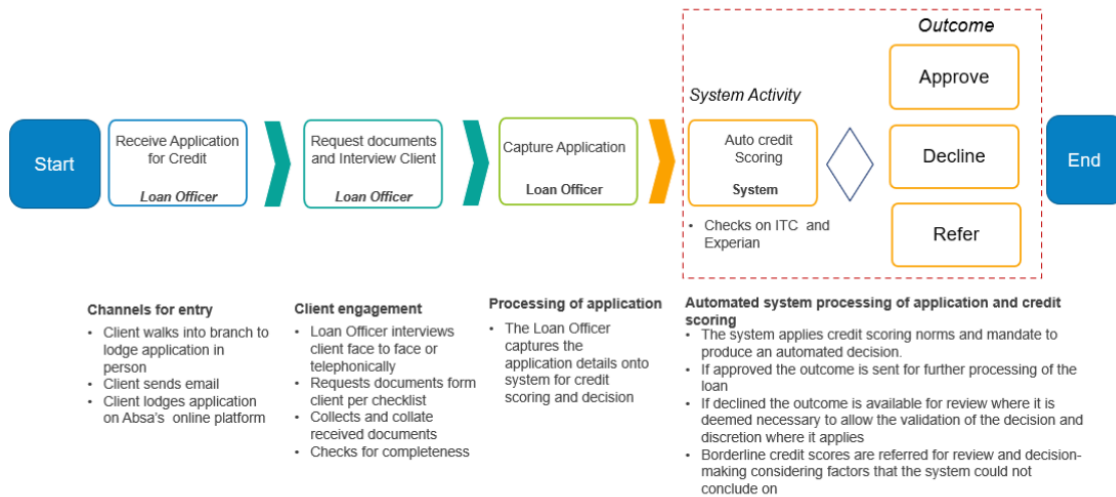 Outcome
System Activity
Start
Receive Application
for Credit
Loan Officer
Request documents
and Interview Client
Loan Officer
Capture Application
Loan Officer
Auto credit
Scoring
System
• Checks on ITC and
Experian
Approve
Decline
Refer
End
Channels for entry
• Client walks into branch to
lodge application in
person
• Client sends email
• Client lodges application
on Absa's online platform
Client engagement
• Loan Officer interviews
client face to face or
telephonically
• Requests documents form
client per checklist
• Collects and collate
received documents
• Checks for completeness
Processing of application
• The Loan Officer
captures the
application details onto
system for credit
scoring and decision
Automated system processing of application and credit
scoring
• The system applies credit scoring norms and mandate to
produce an automated decision.
• If approved the outcome is sent for further processing of the
loan
• If declined the outcome is available for review where it is
deemed necessary to allow the validation of the decision and
discretion where it applies
• Borderline credit scores are referred for review and decision-
making considering factors that the system could not
conclude on